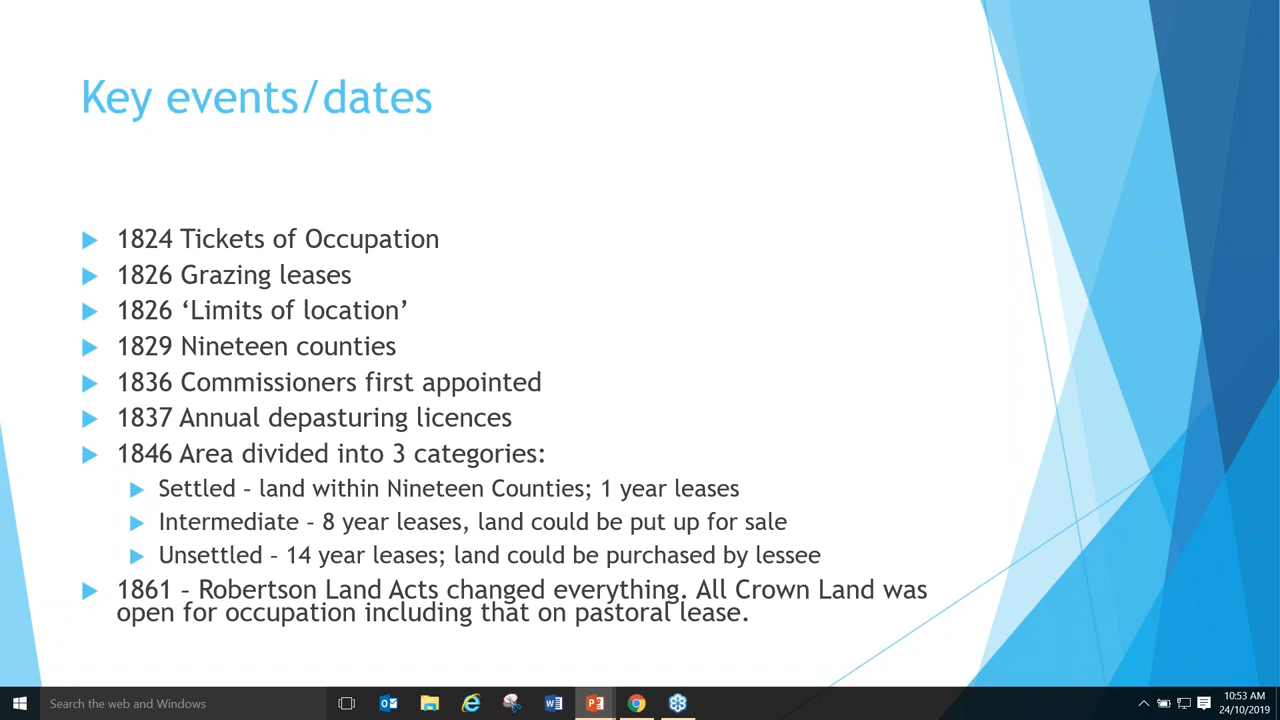 Key events/dates
1824 Tickets of Occupation
1826 Grazing leases
1826 ‘Limits of location’
1829 Nineteen counties
1836 Commissioners first appointed
1837 Annual depasturing licences
1846 Area divided into 3 categories:
Settled – land within Nineteen Counties; 1 year leases
Intermediate – 8 year leases, land could be put up for sale
Unsettled – 14 year leases; land could be purchased by lessee
1861 – Robertson Land Acts changed everything. All Crown Land was
open for occupation including that on pastoral lease.
Search the web and Windows
10:53 AM
24/10/2019